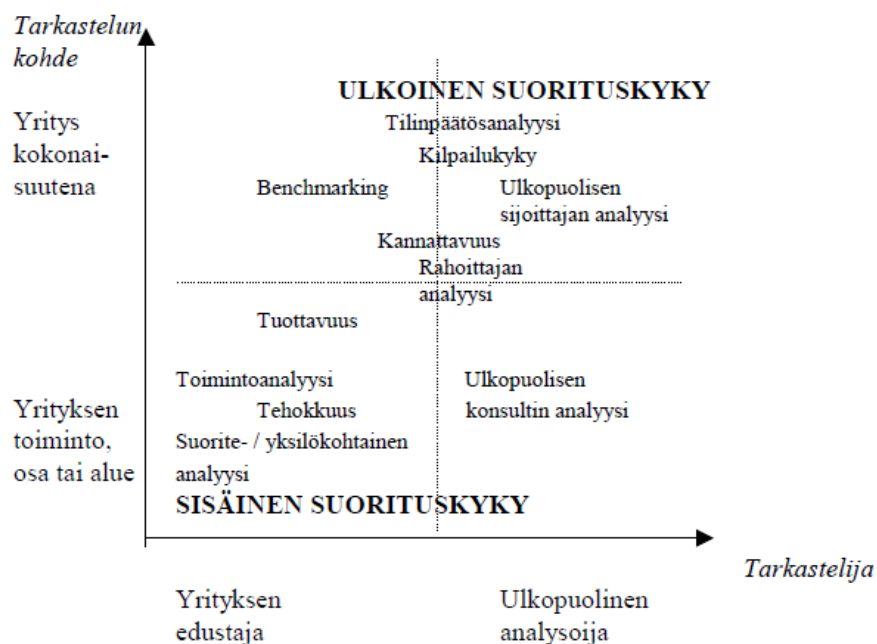 Tarkastelun
kohde
ULKOINEN SUORITUSKYKY
Yritys
kokonai-
suutena
Tilinpäätösanalyysi
Kilpailukyky
Benchmarking
Ulkopuolisen
sijoittajan analyysi
Kannattavuus
Rahoittajan
analyysi
Tuottavuus
Toimintoanalyysi
Ulkopuolisen
konsultin analyysi
Yrityksen
toiminto,
osa tai alue
Tehokkuus
Suorite- / yksilökohtainen
analyysi
SISÄINEN SUORITUSKYKY
Tarkastelija
Yrityksen
edustaja
Ulkopuolinen
analysoija